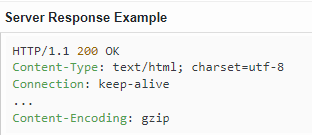 Server Response Example
HTTP/1.1 200 OK
Content-Type: text/html; charset=utf-8
Connection: keep-alive
...
Content-Encoding: gzip